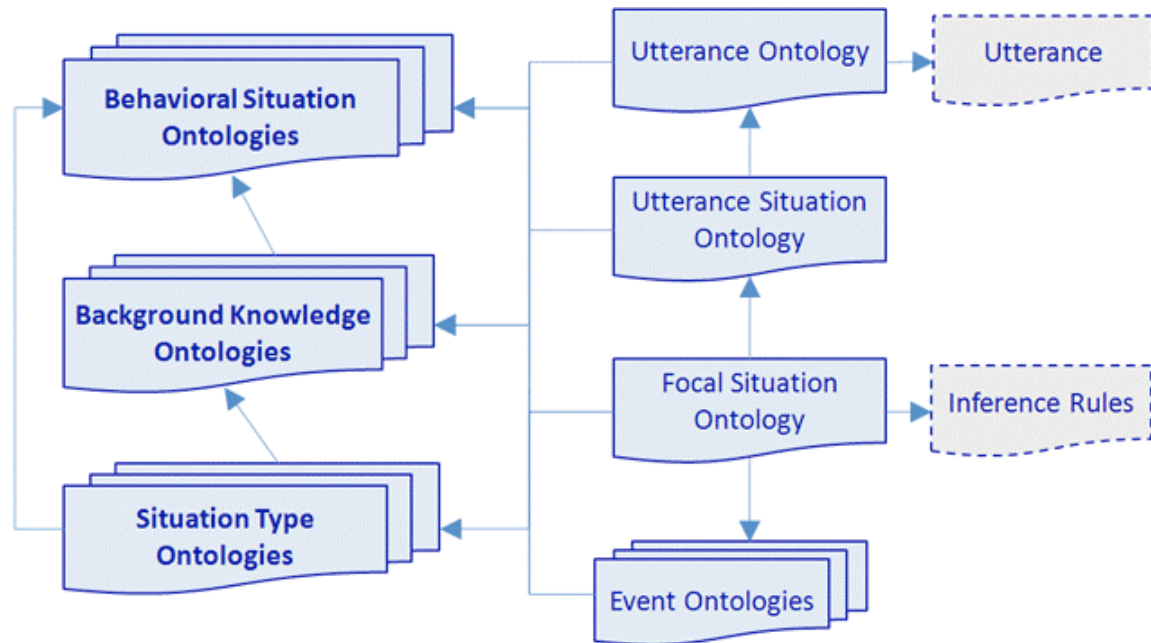 Behavioral Situation
Ontologies
Background Knowledge
Ontologies
Situation Type
Ontologies
Utterance Ontology
Utterance
Utterance Situation
Ontology
Focal Situation
Ontology
Inference Rules
Event Ontologies